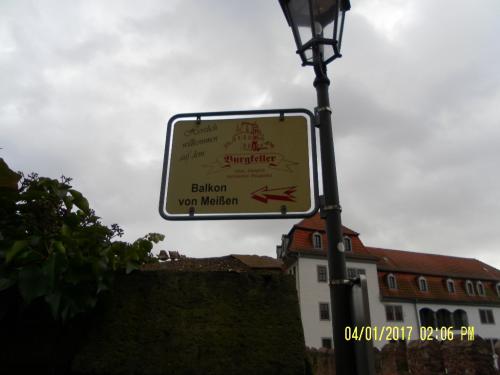 Herzlich
willkommen
auf dem
Burgkeller
Balkon
von Meißen
04/01/2017 02:06 PM